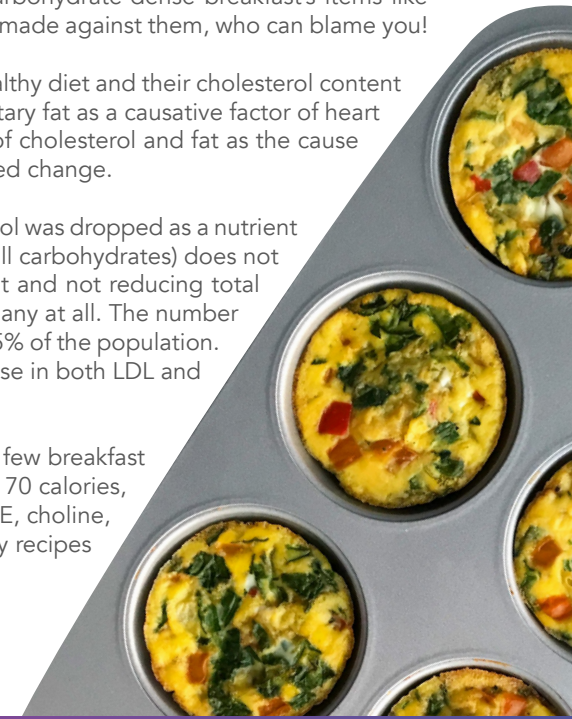 carbohydrate-dense breakfast's items like
made against them, who can blame you!
althy diet and their cholesterol content
tary fat as a causative factor of heart
of cholesterol and fat as the cause
ed change.
ol was dropped as a nutrient
ll carbohydrates) does not
t and not reducing total
any at all. The number
5% of the population.
se in both LDL and
few breakfast
70 calories,
E, choline,
y recipes